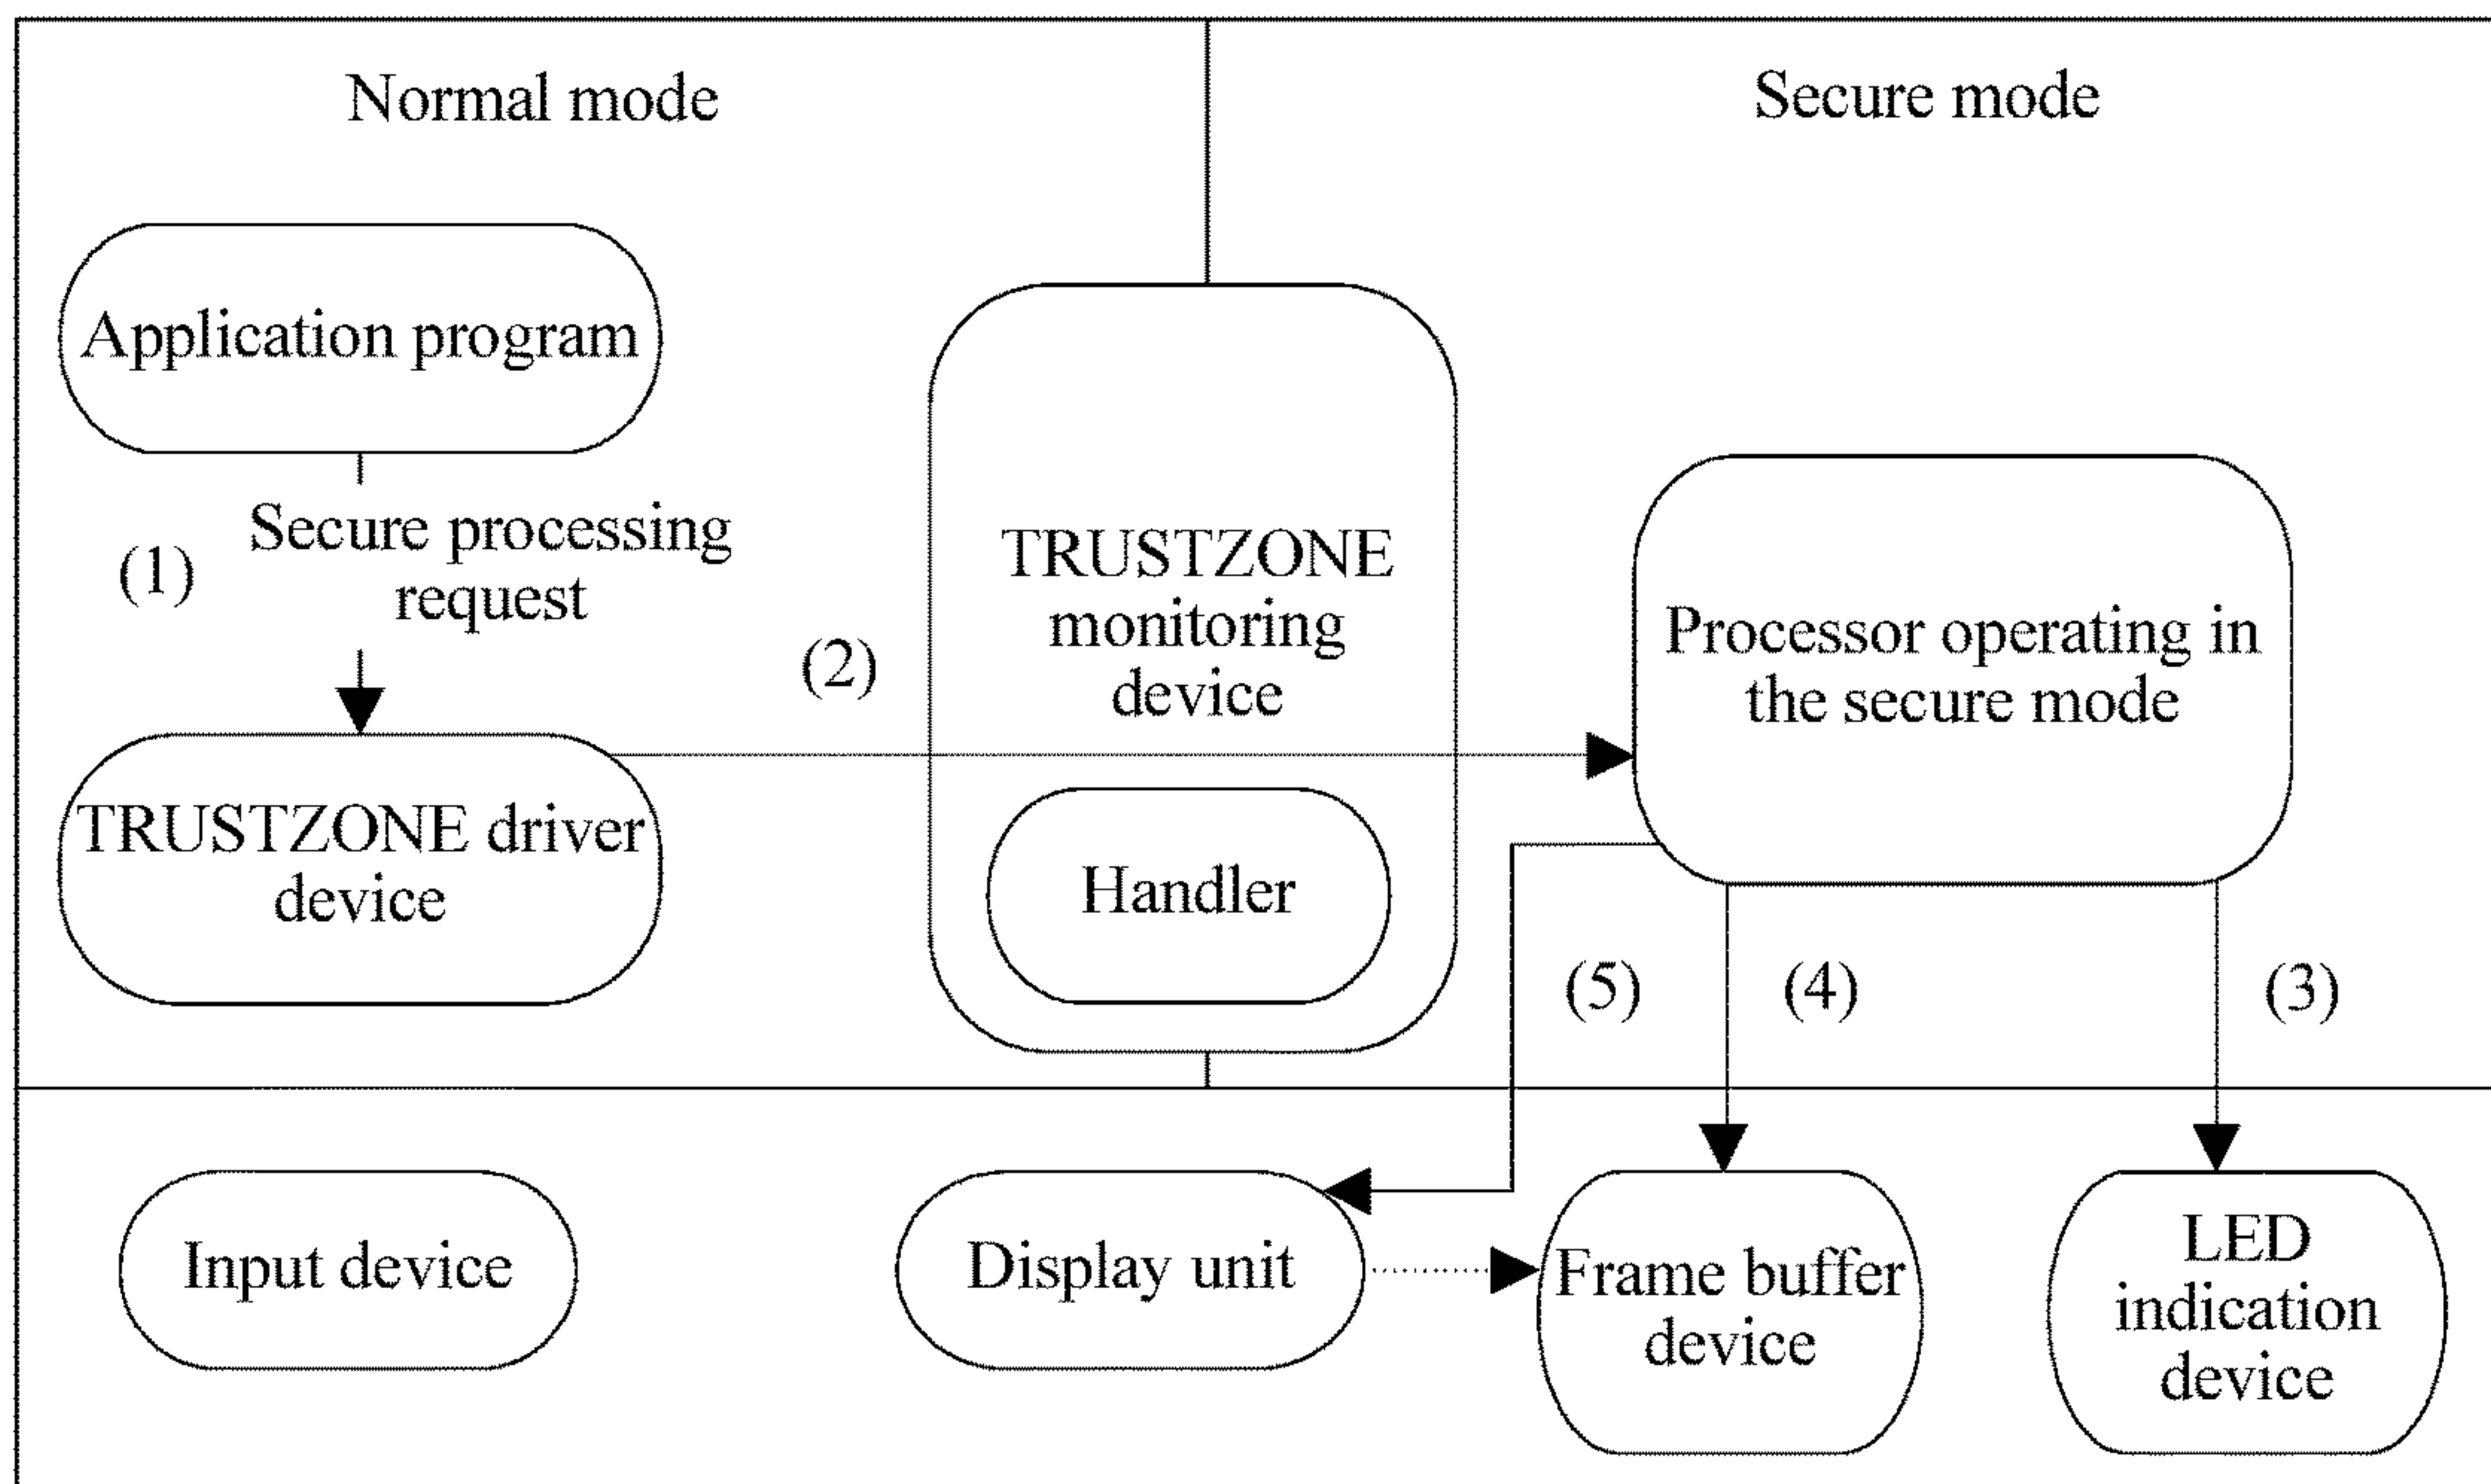 Normal mode
Secure mode
Application program
(1)
Secure processing
request
(2)
TRUSTZONE
monitoring
device
Processor operating in
the secure mode
TRUSTZONE driver
device
Handler
(5)
(4)
(3)
Input device
Display unit
Frame buffer
device
LED
indication
device